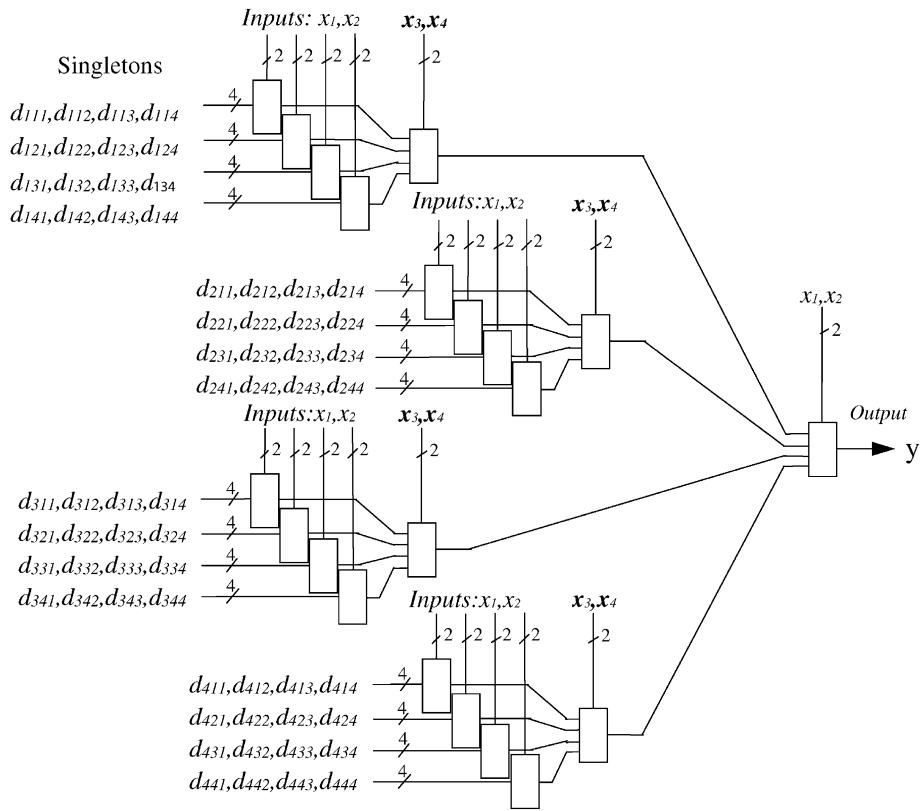 Inputs: x1,x2 x3,x4
2 2 2 2 2
Singletons
d111,d112,d113,d114 4
d121,d122,d123,d124 4
d131,d132,d133,d134 4
d141,d142,d143,d144 4
Inputs:x1,x2 x3,x4
2 2 2 2 2
d211,d212,d213,d214 4
d221,d222,d223,d224 4
d231,d232,d233,d234 4
d241,d242,d243,d244 4
x1,x2
2
Output
y
Inputs:x1,x2 x3,x4
2 2 2 2 2
d311,d312,d313,d314 4
d321,d322,d323,d324 4
d331,d332,d333,d334 4
d341,d342,d343,d344 4
Inputs:x1,x2 x3,x4
2 2 2 2 2
d411,d412,d413,d414 4
d421,d422,d423,d424 4
d431,d432,d433,d434 4
d441,d442,d443,d444 4